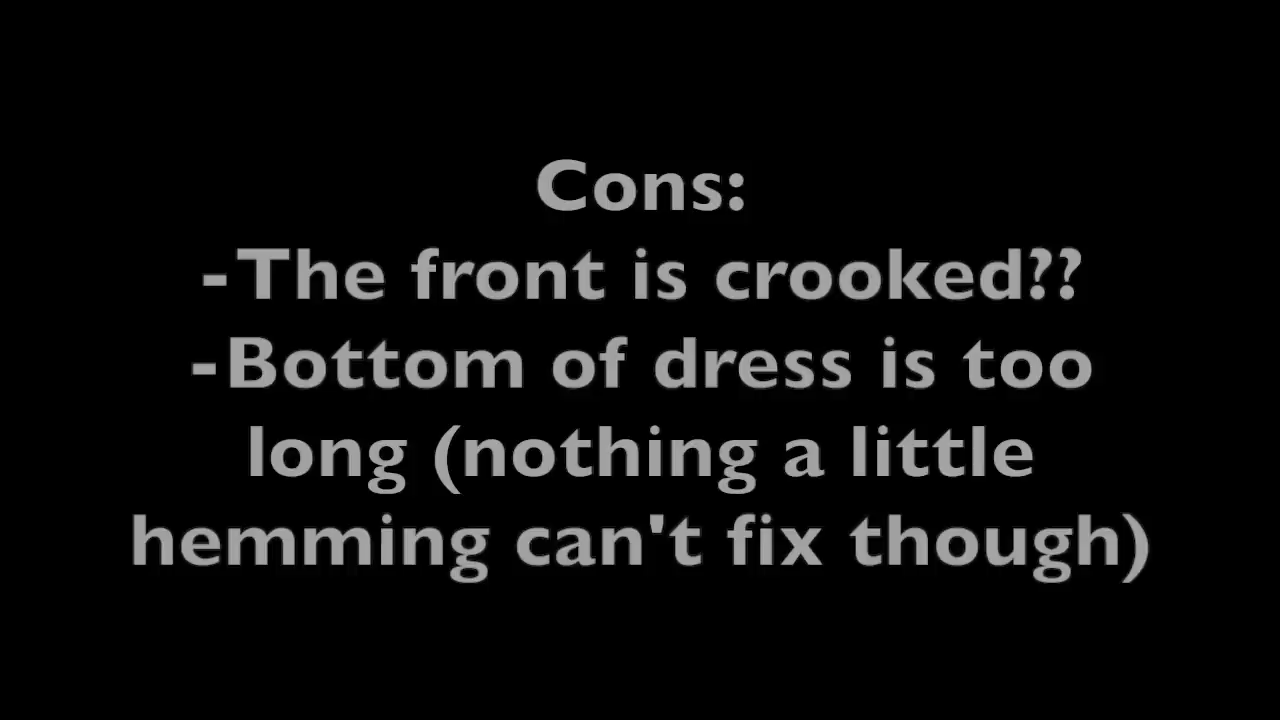 Cons:
-The front is crooked??
-Bottom of dress is too
long (nothing a little
hemming can't fix though)